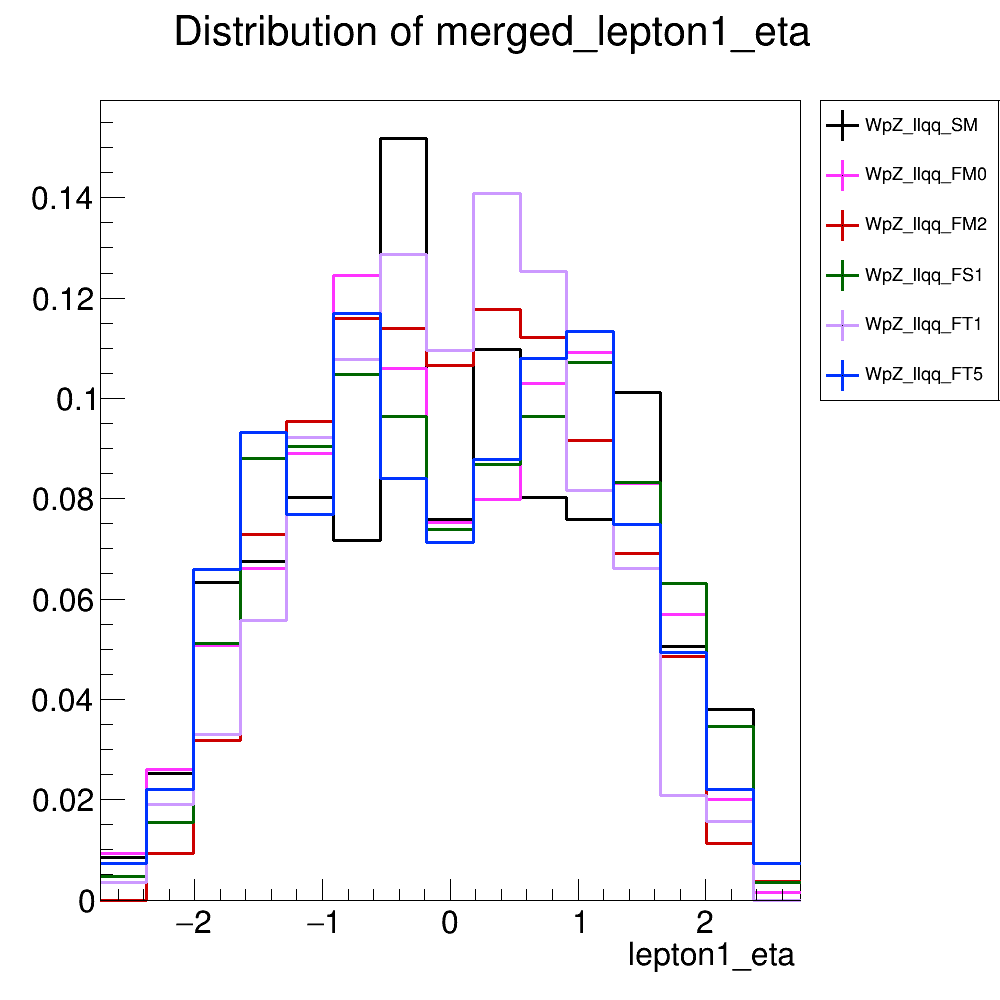 Distribution of merged_lepton1_eta
WpZ_llqq_SM
WpZ_llqq_FM0
WpZ_llqq_FM2
WpZ_llqq_FS1
WpZ_llqq_FT1
WpZ_llqq_FT5
0.14
0.12
0.1
0.08
0.06
0.04
0.02
0
−2 −1 0 1 2
lepton1_eta